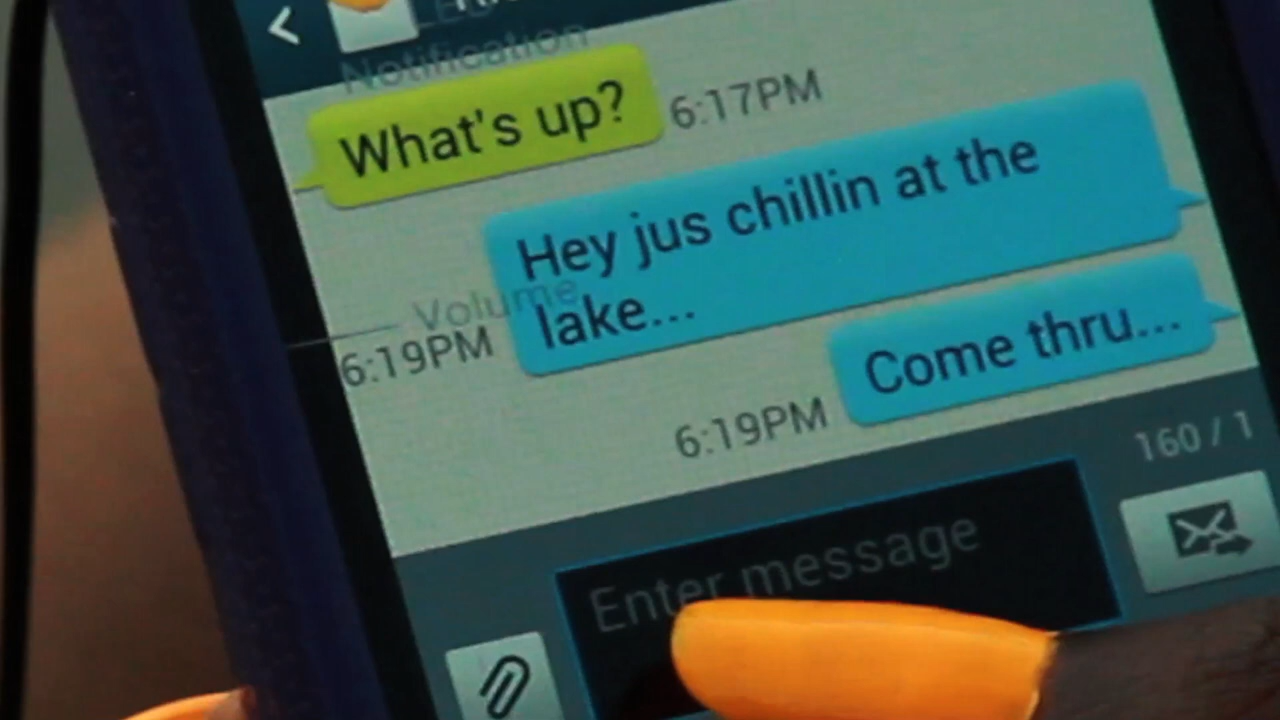 Notification
What's up?
6:17PM
Hey jus chillin at the
lake...
Volume
6:19PM
Come thru...
6:19PM
160 / 1
Enter message